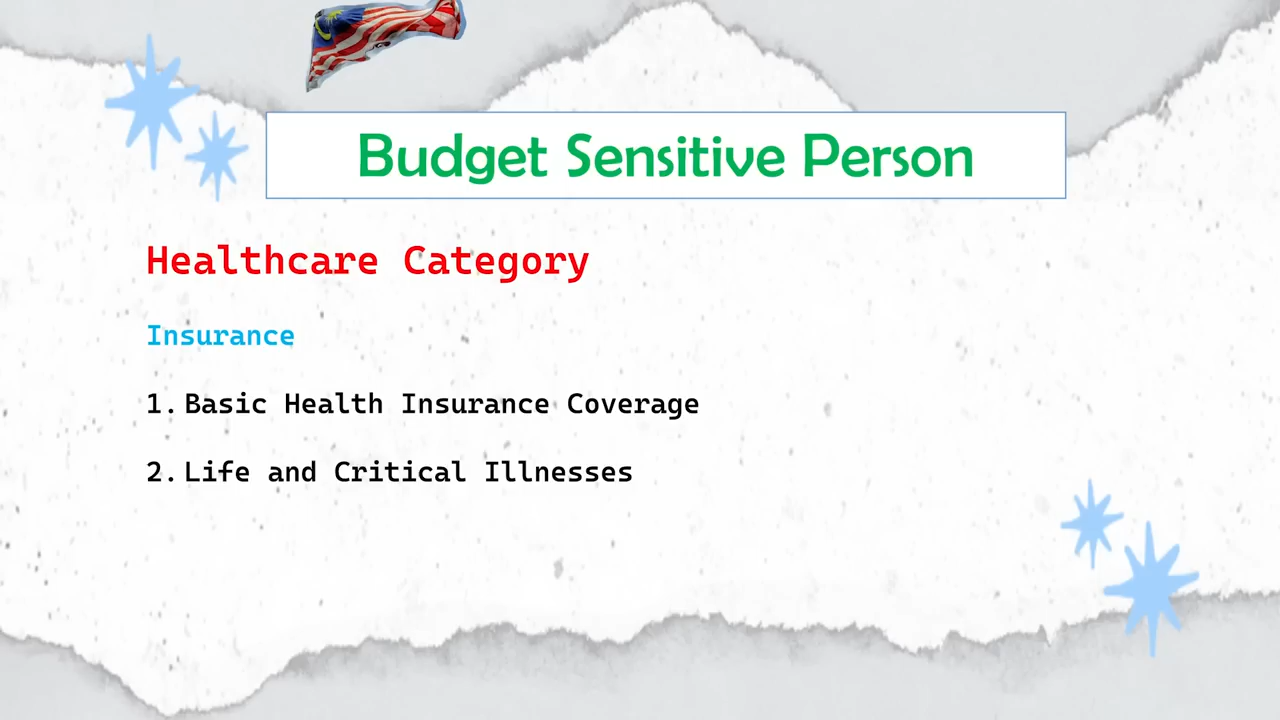 Budget Sensitive Person
Healthcare Category
Insurance
1. Basic Health Insurance Coverage
2. Life and Critical Illnesses